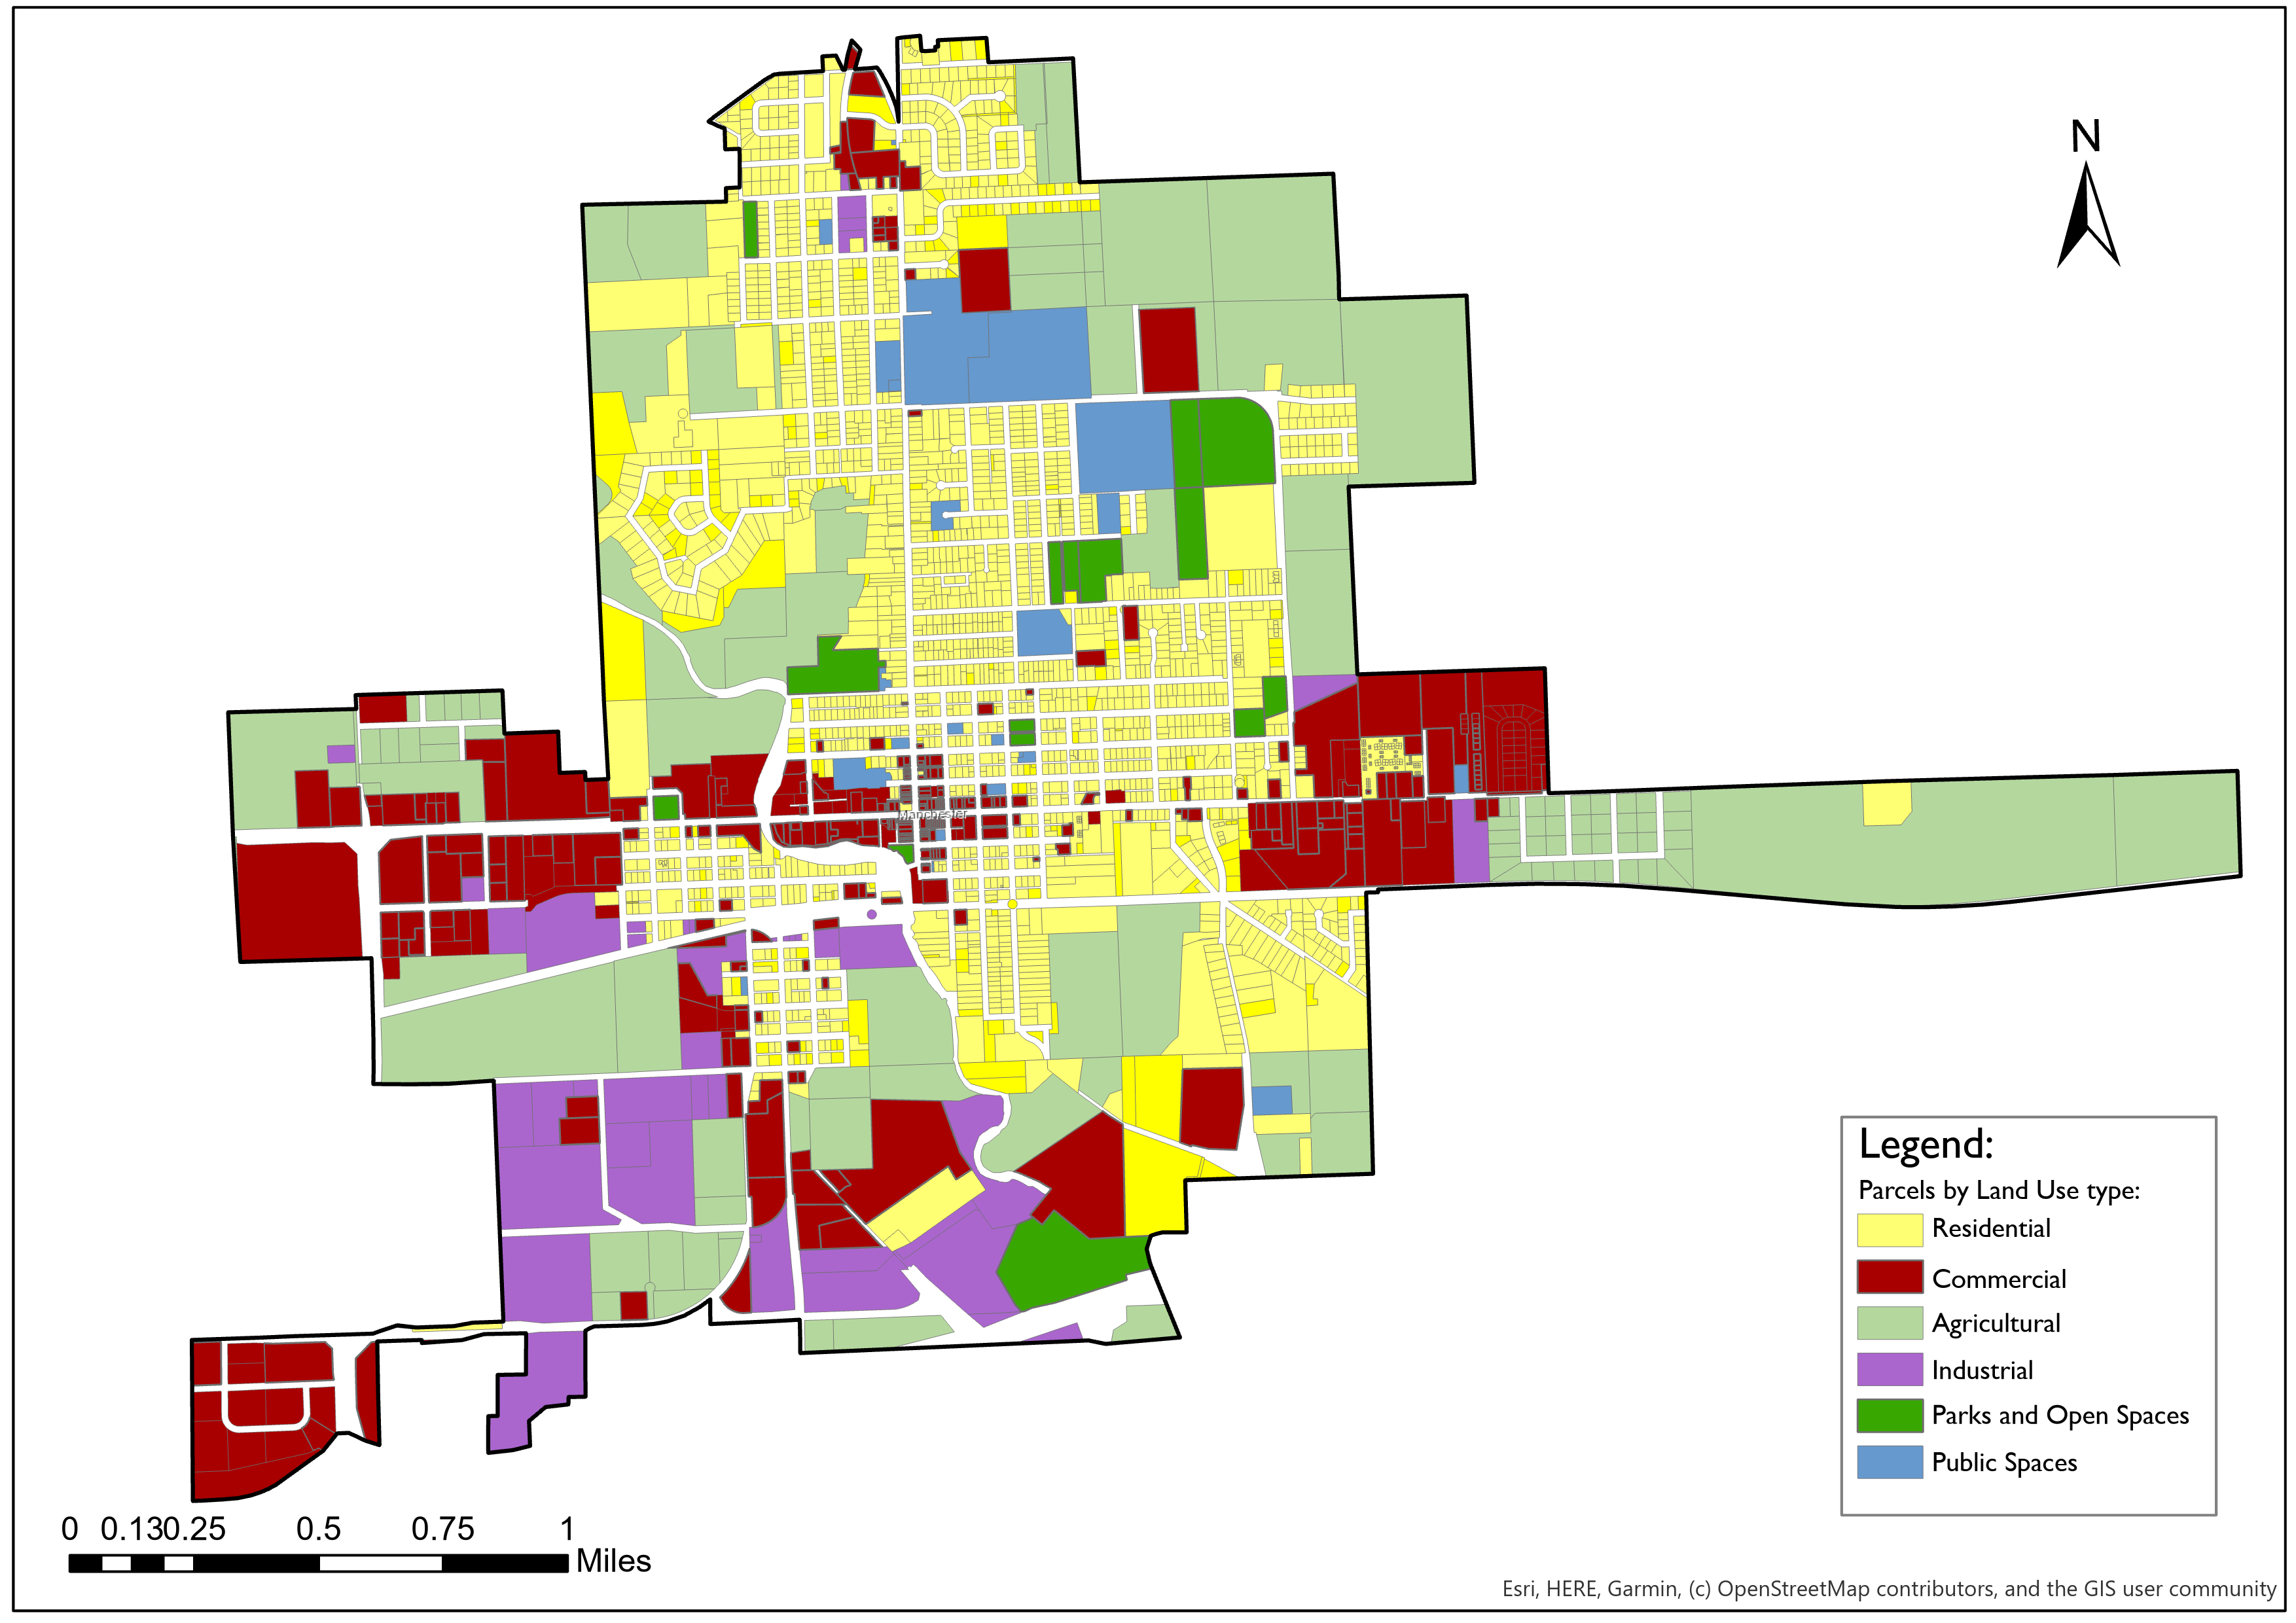 N
Manchester
Legend:
Parcels by Land Use type:
Residential
Commercial
Agricultural
Industrial
Parks and Open Spaces
Public Spaces
0 0.130.25 0.5 0.75 1
Miles
Esri, HERE, Garmin, (c) OpenStreetMap contributors, and the GIS user community